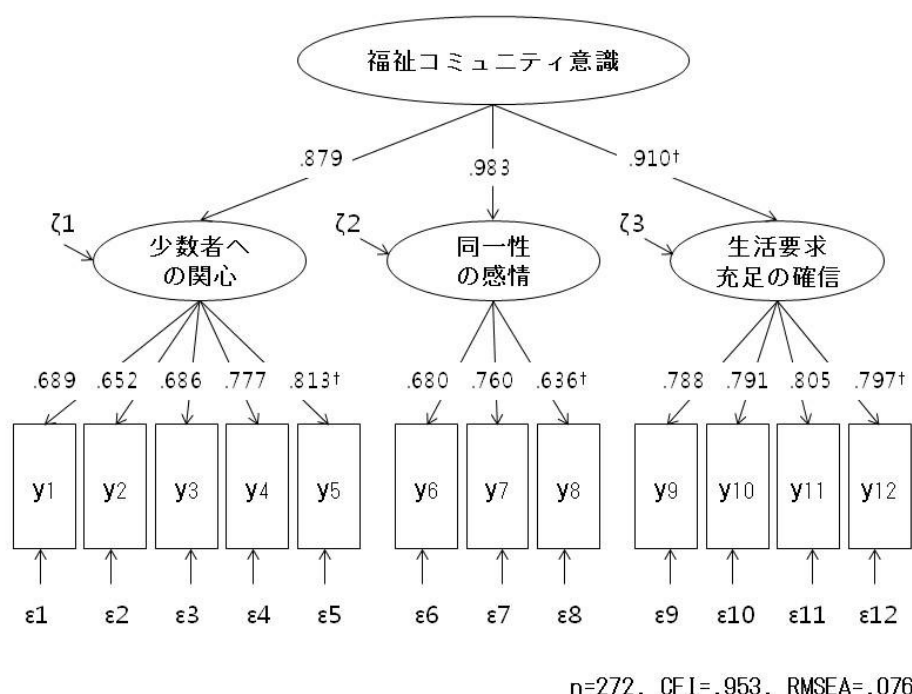 福祉コミュニティ意識
.879 .983 .910†
ζ1 ζ2 ζ3
少数者へ
の関心
同一性
の感情
生活要求
充足の確信
.689 .652 .686 .777 .813† .680 .760 .636† .788 .791 .805 .797†
y1 y2 y3 y4 y5 y6 y7 y8 y9 y10 y11 y12
ε1 ε2 ε3 ε4 ε5 ε6 ε7 ε8 ε9 ε10 ε11 ε12
n=272, CFI=.953, RMSEA=.076